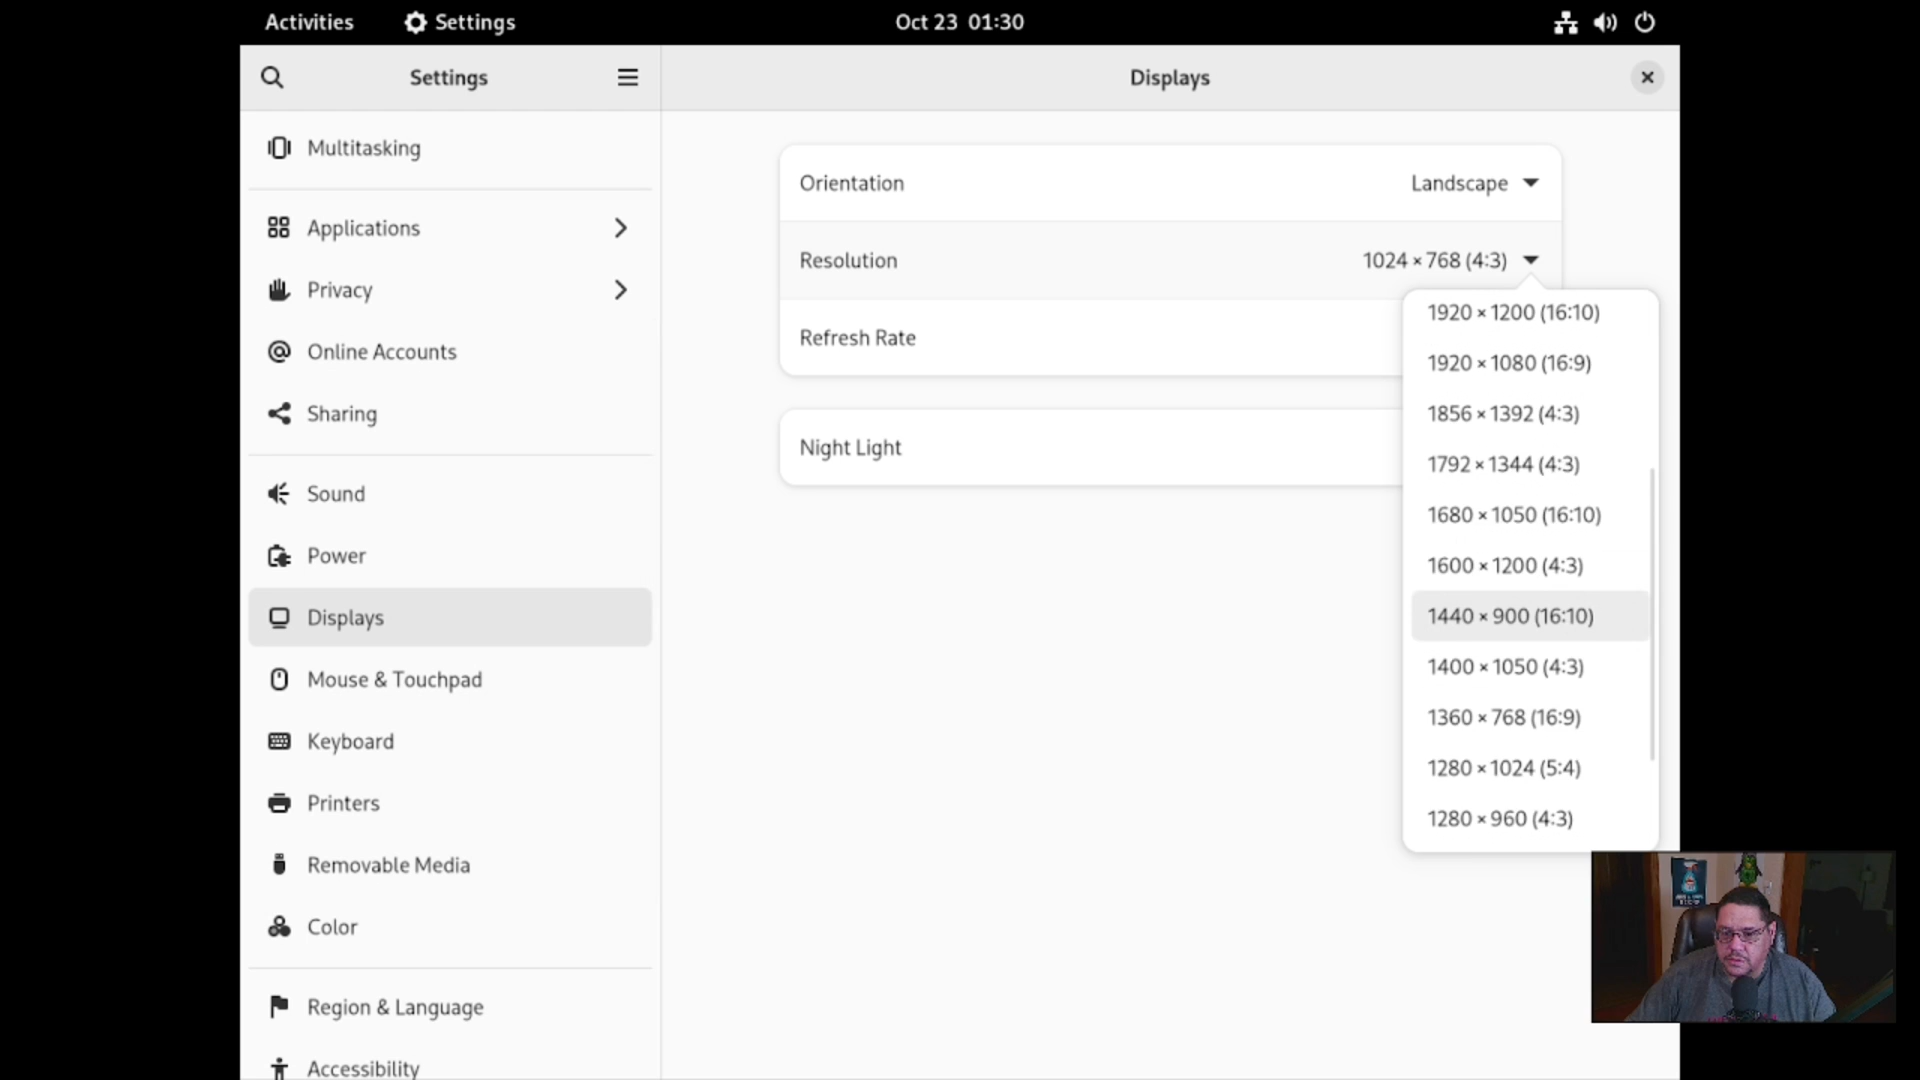 Activities Settings Oct 23 01:30
Settings
Displays
Multitasking
Applications
Privacy
Online Accounts
Sharing
Sound
Power
Displays
Mouse & Touchpad
Keyboard
Printers
Removable Media
Color
Region & Language
Accessibility
Orientation Landscape
Resolution 1024 × 768 (4:3)
Refresh Rate
Night Light
1920 × 1200 (16:10)
1920 × 1080 (16:9)
1856 × 1392 (4:3)
1792 × 1344 (4:3)
1680 × 1050 (16:10)
1600 × 1200 (4:3)
1440 × 900 (16:10)
1400 × 1050 (4:3)
1360 × 768 (16:9)
1280 × 1024 (5:4)
1280 × 960 (4:3)